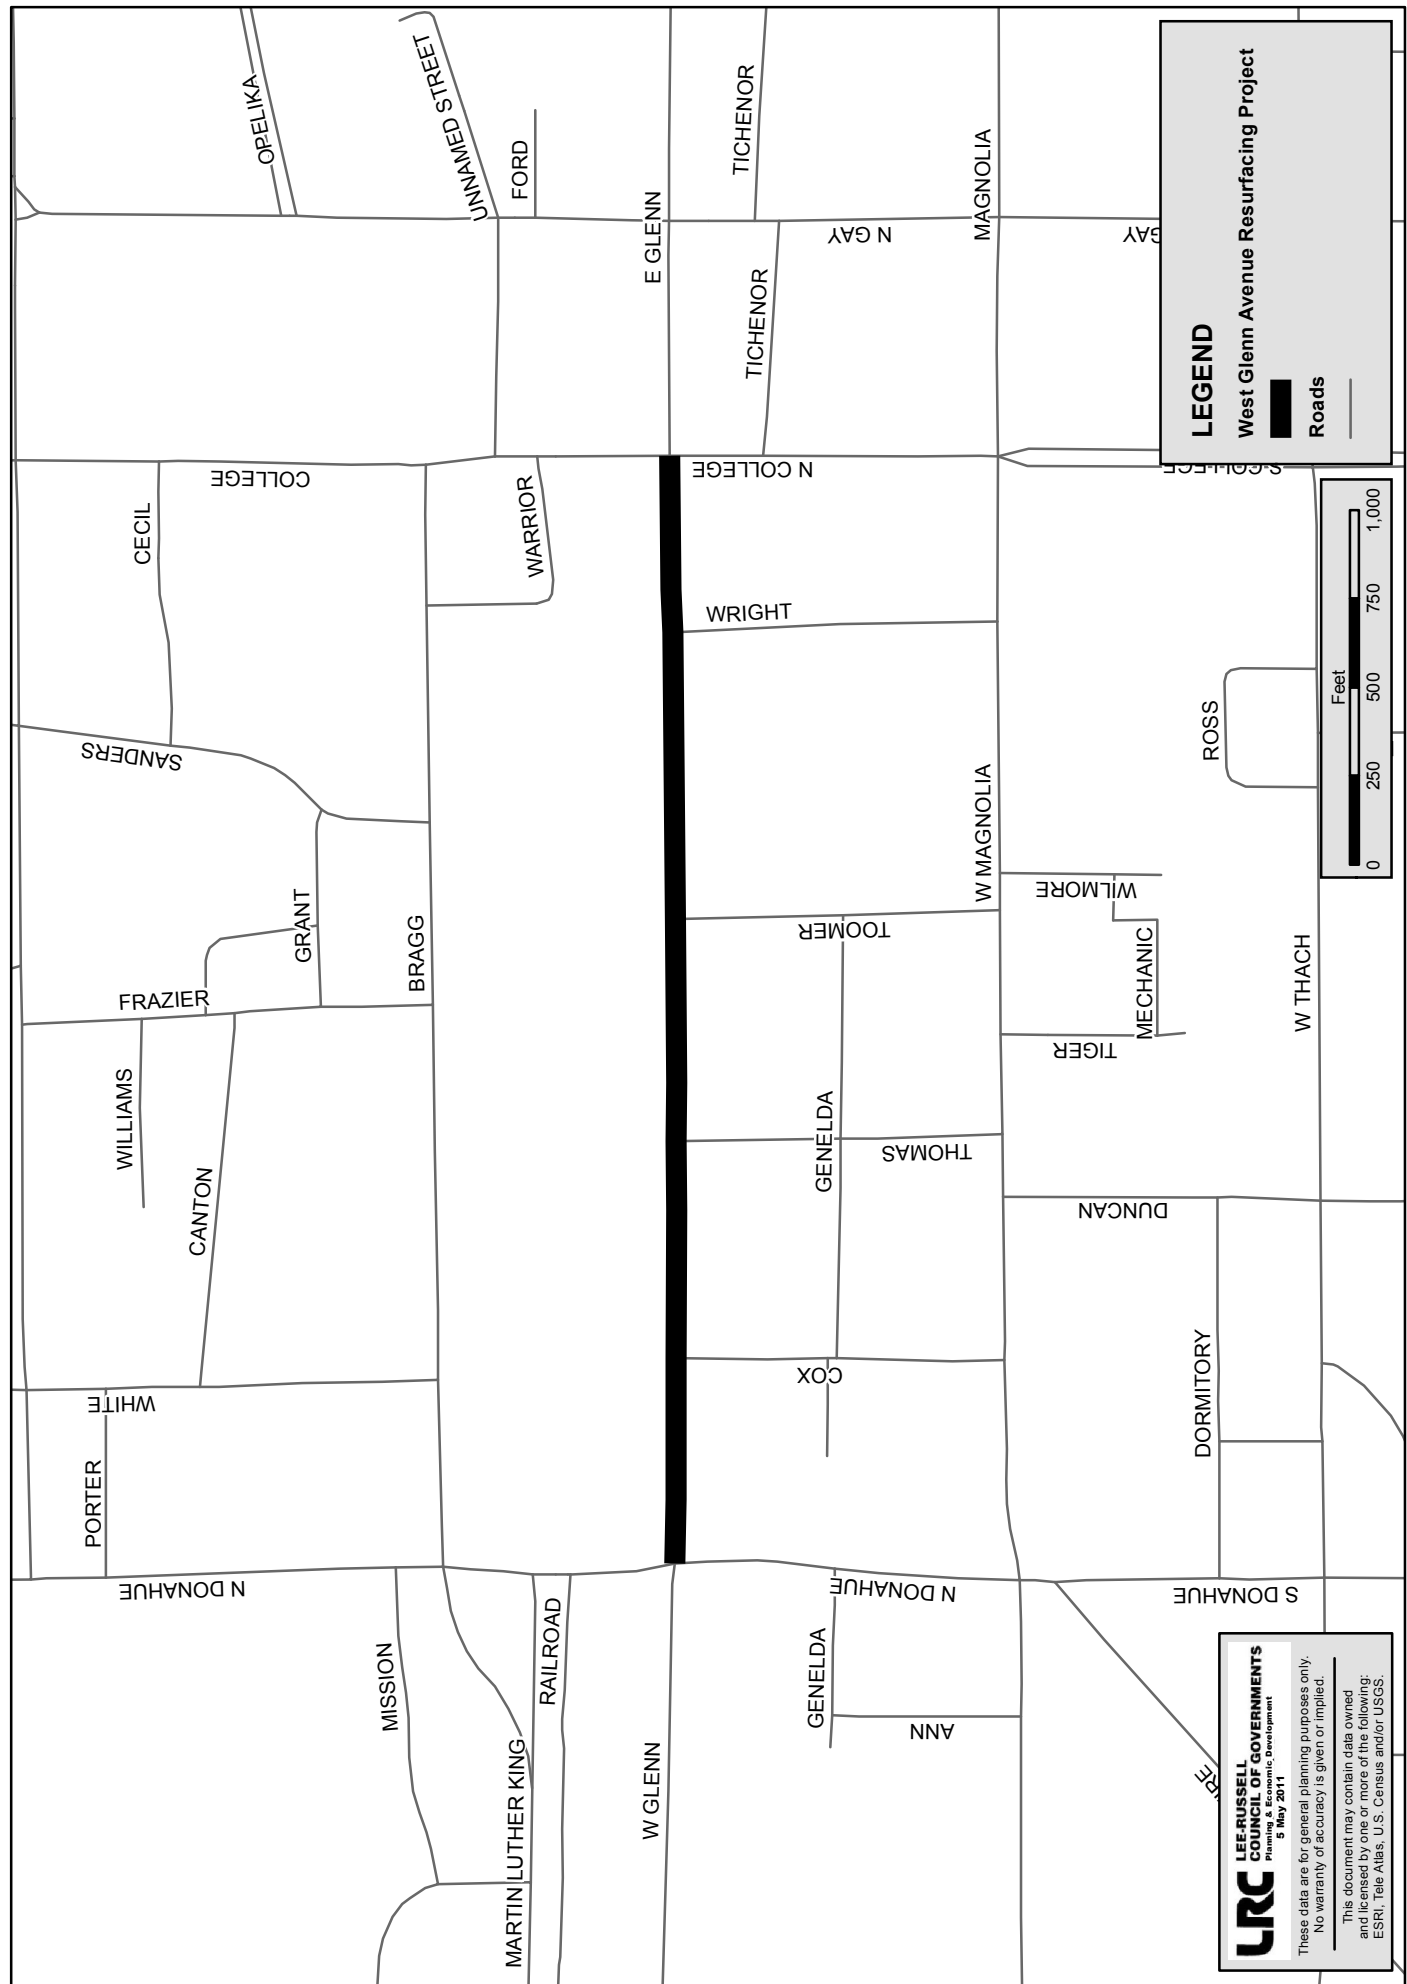 OPELIKA
UNNAMED STREET
FORD
E GLENN
TICHENOR
MAGNOLIA
N GAY
TICHENOR
GAY
COLLEGE
CECIL
WARRIOR
N COLLEGE
S COLLEGE
SANDERS
WRIGHT
GRANT
BRAGG
W MAGNOLIA
ROSS
FRAZIER
TOOMER
WILMORE
MECHANIC
W THACH
WILLIAMS
CANTON
GENELDA
THOMAS
TIGER
DUNCAN
WHITE
PORTER
COX
DORMITORY
N DONAHUE
N DONAHUE
S DONAHUE
MISSION
RAILROAD
MARTIN LUTHER KING
W GLENN
GENELDA
ANN
LEGEND
West Glenn Avenue Resurfacing Project
Roads
Feet
0 250 500 750 1,000
LRC LEE-RUSSELL
COUNCIL OF GOVERNMENTS
Planning & Economic Development
5 May 2011
These data are for general planning purposes only.
No warranty of accuracy is given or implied.
This document may contain data owned
and licensed by one or more of the following:
ESRI, Tele Atlas, U.S. Census and/or USGS.